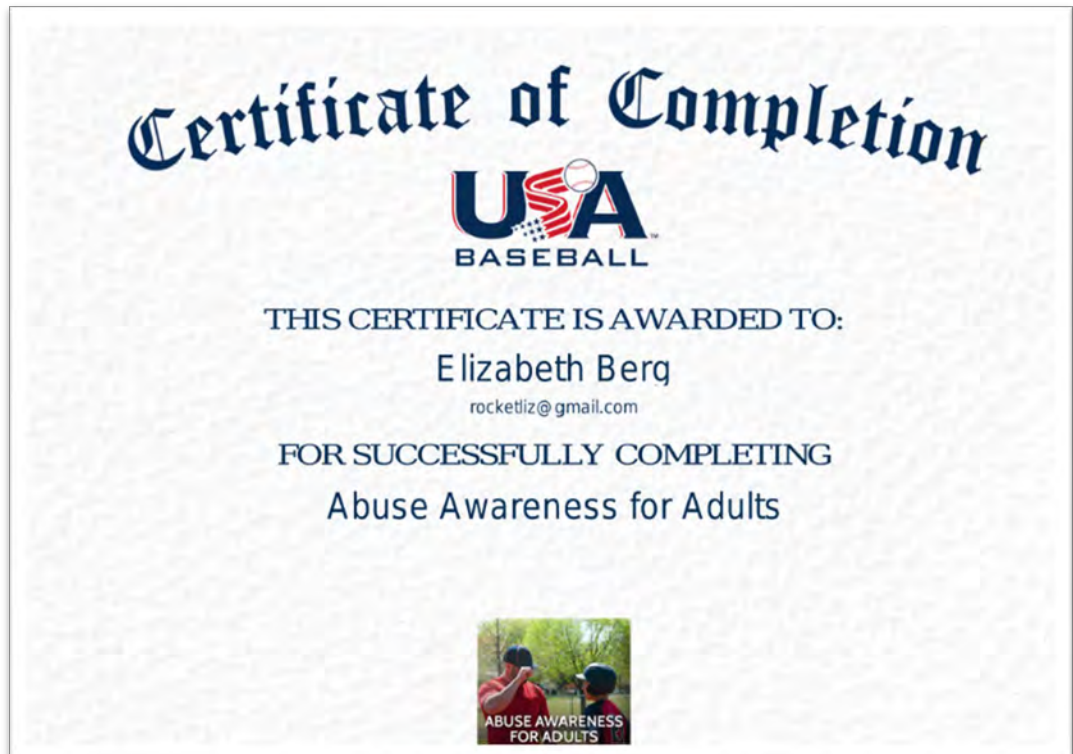 Certificate of Completion
USA
BASEBALL
THIS CERTIFICATE IS AWARDED TO:
Elizabeth Berg
rocketliz@gmail.com
FOR SUCCESSFULLY COMPLETING
Abuse Awareness for Adults
ABUSE AWARENESS
FOR ADULTS